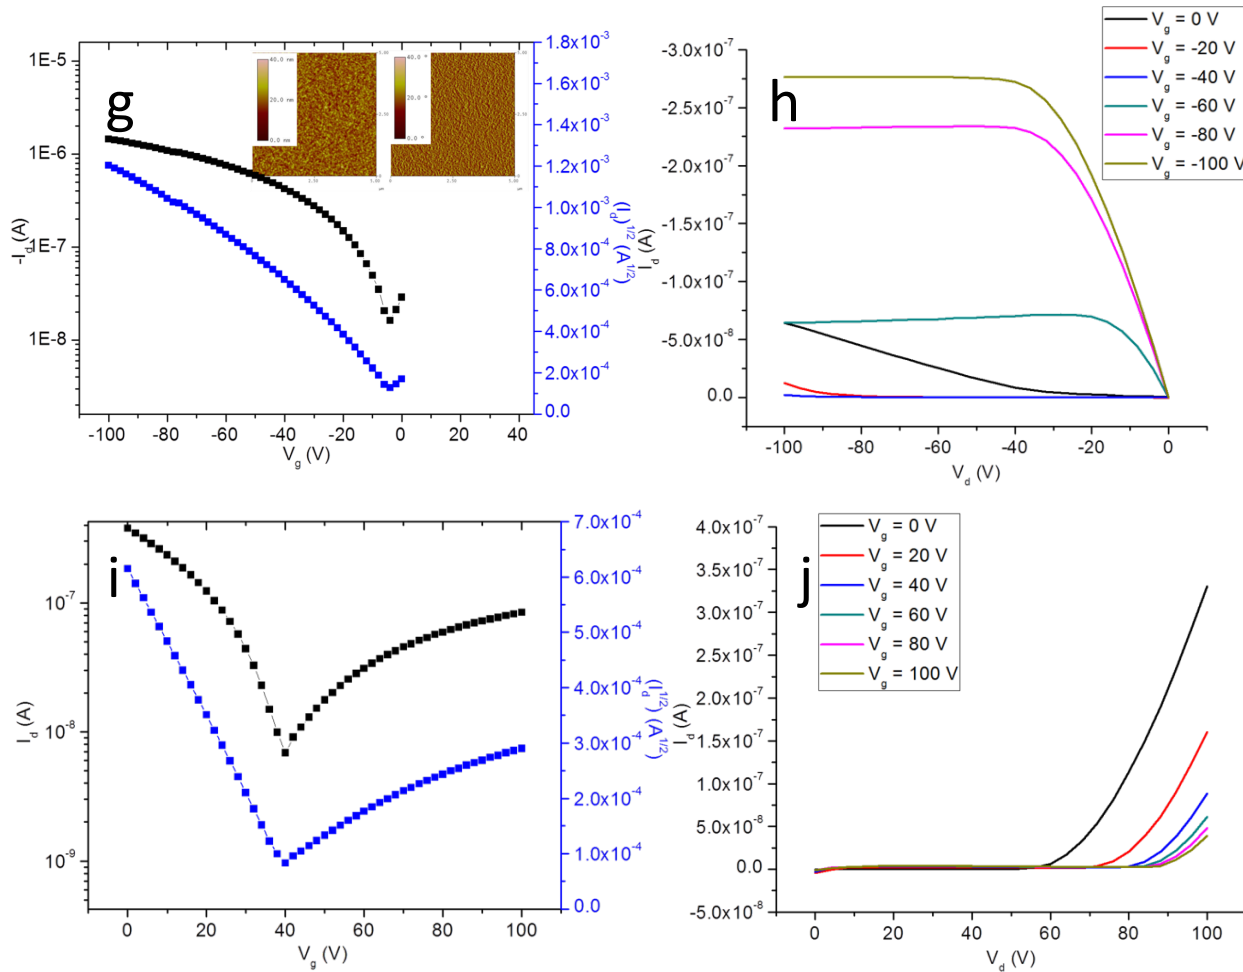 g
1E-5
1E-6
1E-7
1E-8
-I_d (A)
-100 -80 -60 -40 -20 0 20 40
V_g (V)
1.8x10^-3
1.6x10^-3
1.4x10^-3
1.2x10^-3
1.0x10^-3
8.0x10^-4
6.0x10^-4
4.0x10^-4
2.0x10^-4
0.0
(I_d)^1/2 (A^1/2)
40.0 nm
20.0 nm
0.0 nm
h
V_g = 0 V
V_g = -20 V
V_g = -40 V
V_g = -60 V
V_g = -80 V
V_g = -100 V
-3.0x10^-7
-2.5x10^-7
-2.0x10^-7
-1.5x10^-7
-1.0x10^-7
-5.0x10^-8
0.0
I_d (A)
-100 -80 -60 -40 -20 0
V_d (V)
i
10^-7
10^-8
10^-9
I_d (A)
0 20 40 60 80 100
V_g (V)
7.0x10^-4
6.0x10^-4
5.0x10^-4
4.0x10^-4
3.0x10^-4
2.0x10^-4
1.0x10^-4
0.0
(I_d^1/2) (A^1/2)
j
V_g = 0 V
V_g = 20 V
V_g = 40 V
V_g = 60 V
V_g = 80 V
V_g = 100 V
4.0x10^-7
3.5x10^-7
3.0x10^-7
2.5x10^-7
2.0x10^-7
1.5x10^-7
1.0x10^-7
5.0x10^-8
0.0
-5.0x10^-8
I_d (A)
0 20 40 60 80 100
V_d (V)